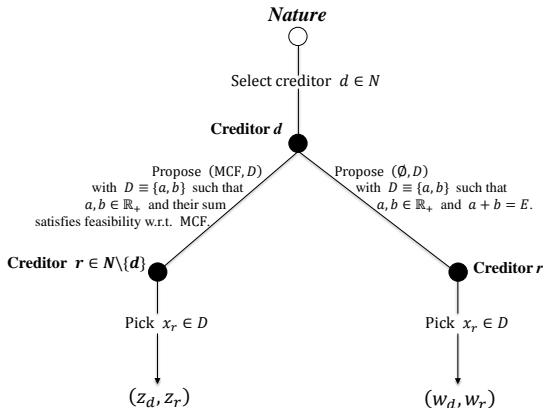 Nature
Select creditor d ∈ N
Creditor d
Propose (MCF, D)
with D ≡ {a, b} such that
a, b ∈ ℝ₊ and their sum
satisfies feasibility w.r.t. MCF.
Propose (∅, D)
with D ≡ {a, b} such that
a, b ∈ ℝ₊ and a + b = E.
Creditor r ∈ N\{d}
Creditor r
Pick x_r ∈ D
Pick x_r ∈ D
(z_d, z_r)
(w_d, w_r)